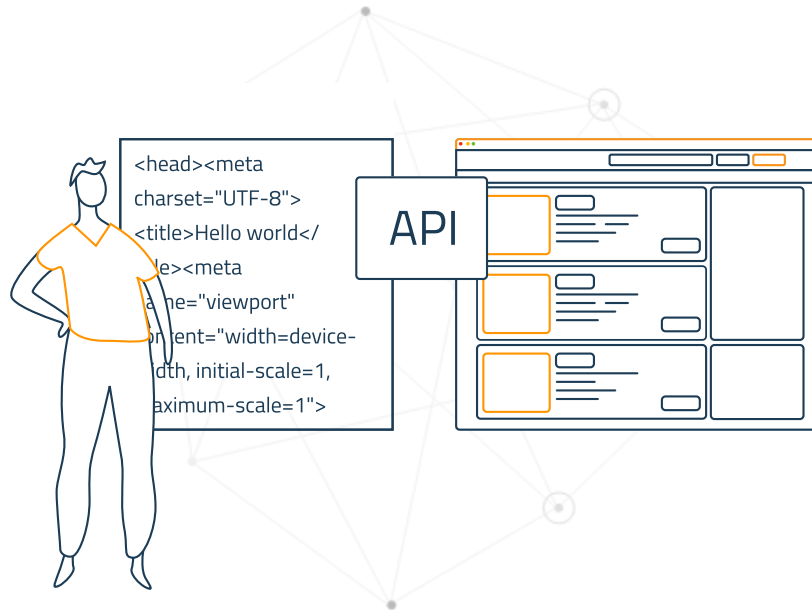 <head><meta
charset="UTF-8">
<title>Hello world</
le><meta
ame="viewport"
ontent="width=device-
idth, initial-scale=1,
aximum-scale=1">
API